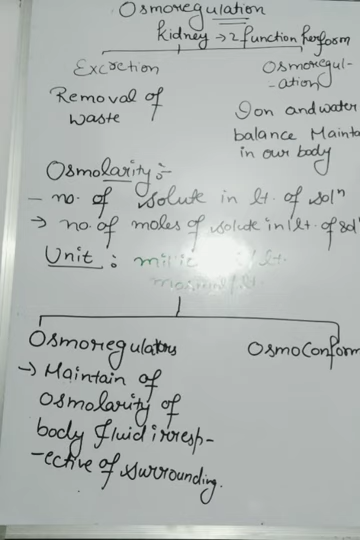 Osmoregulation
Kidney → 2 function perform
Excretion
Osmoregul-
-ation
Removal of
waste
Ion and water
balance Mainta
in our body
Osmolarity :-
- no. of solute in lt. of solⁿ
→ no. of moles of solute in 1 lt. of sol
Unit :
Osmoregulators
OsmoConform
→ Maintain of
Osmolarity of
body fluid irresp-
-ective of surrounding.